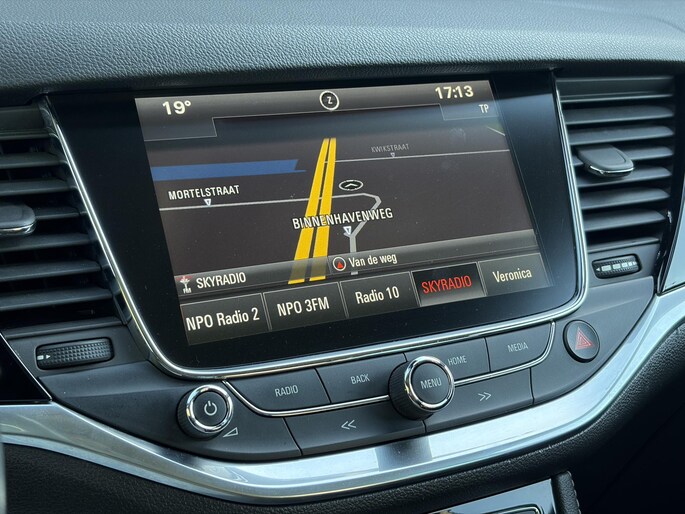 19°
Z
17:13
TP
KWIKSTRAAT
MORTELSTRAAT
BINNENHAVENWEG
Van de weg
FM
SKYRADIO
NPO Radio 2
NPO 3FM
Radio 10
SKYRADIO
Veronica
RADIO
BACK
MENU
HOME
MEDIA
<<
>>